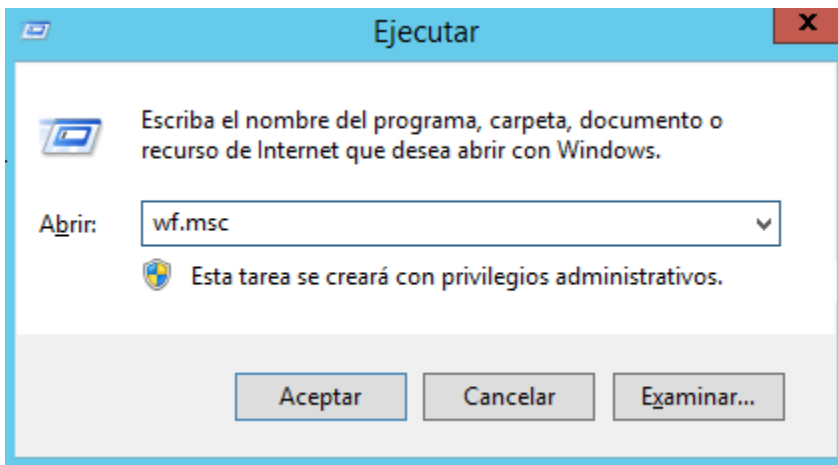 Ejecutar
x
Escriba el nombre del programa, carpeta, documento o
recurso de Internet que desea abrir con Windows.
Abrir: wf.msc
Esta tarea se creará con privilegios administrativos.
Aceptar Cancelar Examinar...